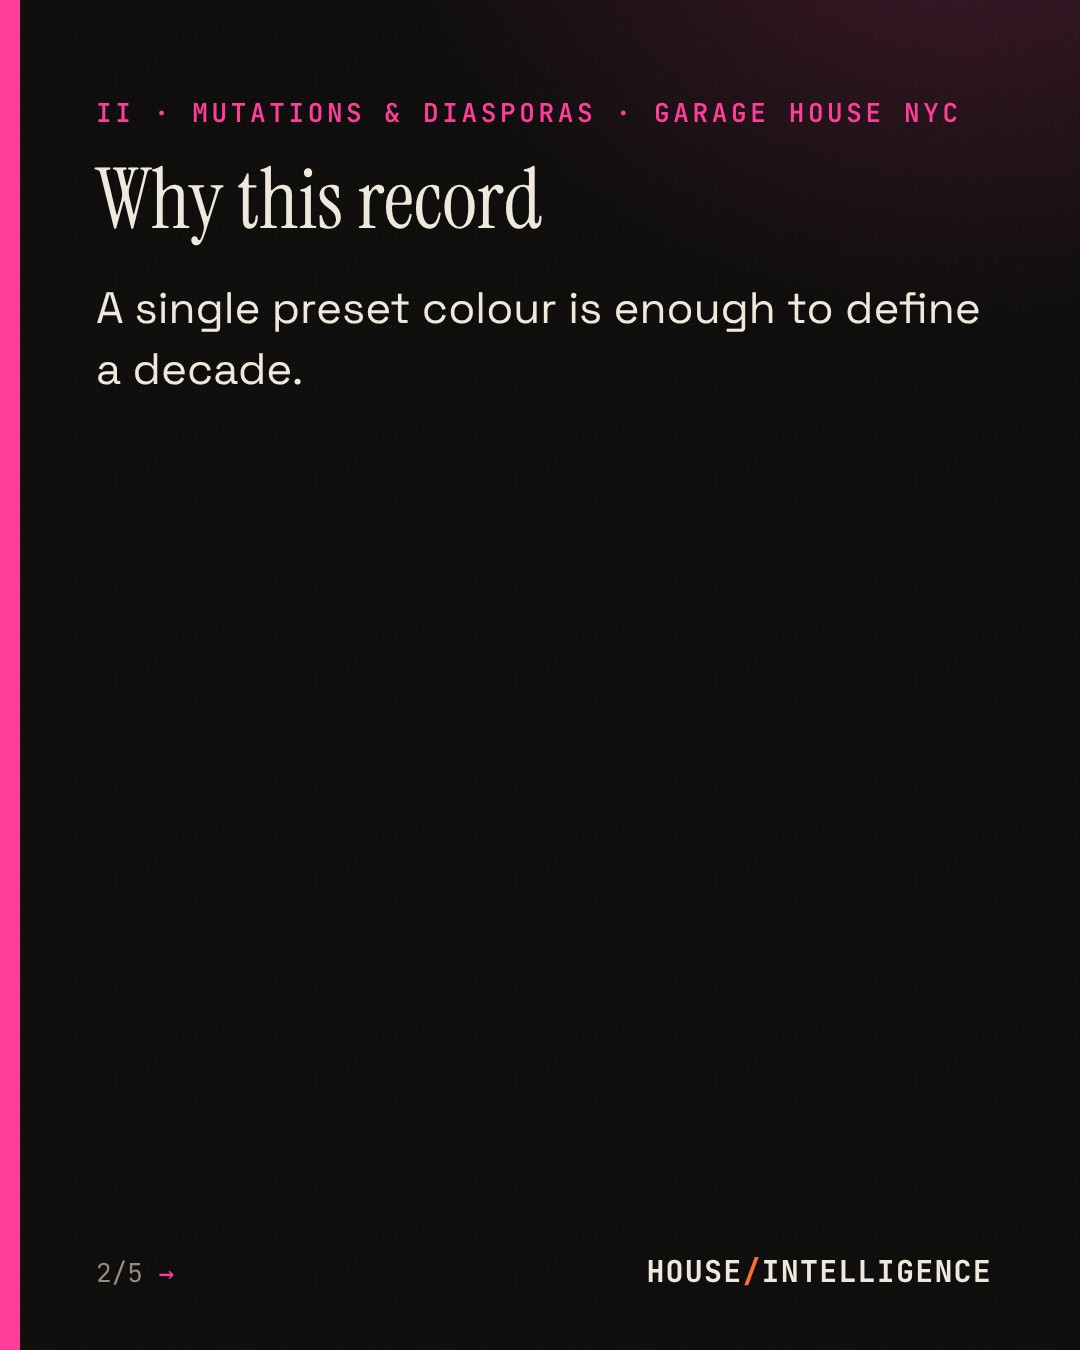 II · MUTATIONS & DIASPORAS · GARAGE HOUSE NYC
Why this record
A single preset colour is enough to define
a decade.
2/5 →
HOUSE/INTELLIGENCE